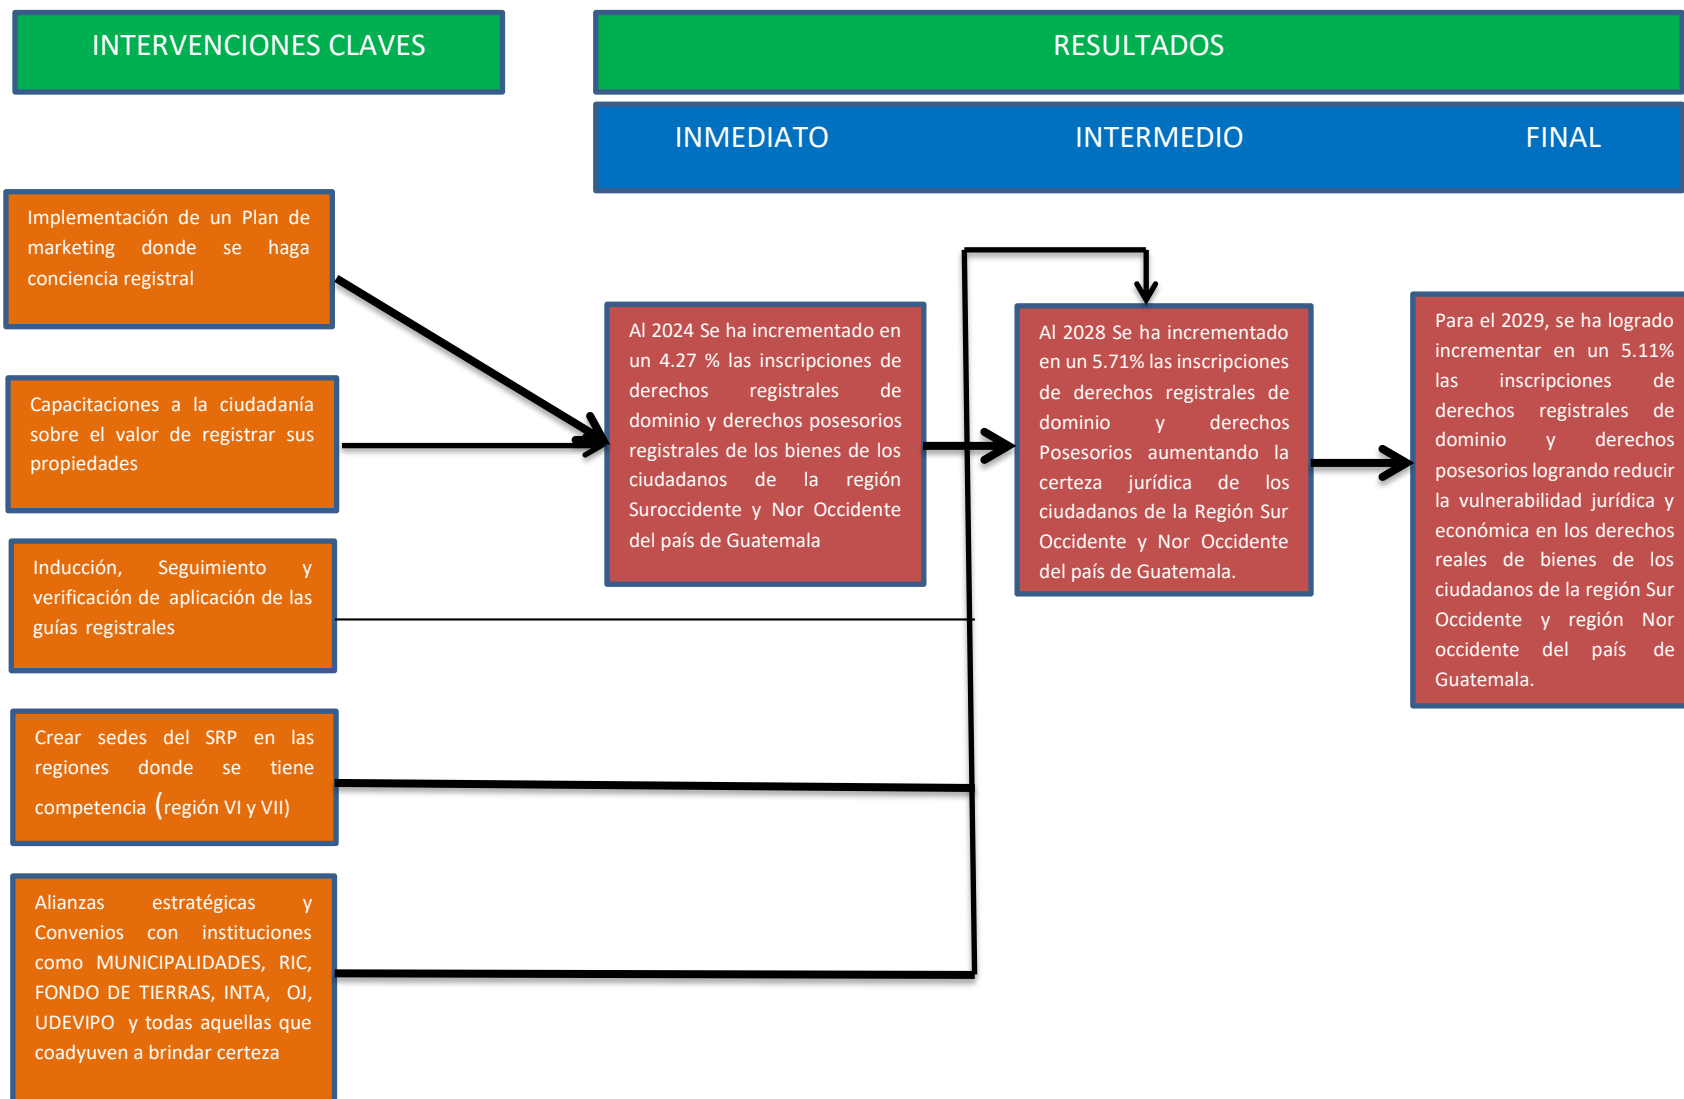 INTERVENCIONES CLAVES
RESULTADOS
INMEDIATO
INTERMEDIO
FINAL
Implementación de un Plan de
marketing donde se haga
conciencia registral
Capacitaciones a la ciudadanía
sobre el valor de registrar sus
propiedades
Inducción, Seguimiento y
verificación de aplicación de las
guías registrales
Crear sedes del SRP en las
regiones donde se tiene
competencia (región VI y VII)
Alianzas estratégicas y
Convenios con instituciones
como MUNICIPALIDADES, RIC,
FONDO DE TIERRAS, INTA, OJ,
UDEVIPO y todas aquellas que
coadyuven a brindar certeza
Al 2024 Se ha incrementado en
un 4.27 % las inscripciones de
derechos registrales de
dominio y derechos posesorios
registrales de los bienes de los
ciudadanos de la región
Suroccidente y Nor Occidente
del país de Guatemala
Al 2028 Se ha incrementado
en un 5.71% las inscripciones
de derechos registrales de
dominio y derechos
Posesorios aumentando la
certeza jurídica de los
ciudadanos de la Región Sur
Occidente y Nor Occidente
del país de Guatemala.
Para el 2029, se ha logrado
incrementar en un 5.11%
las inscripciones de
derechos registrales de
dominio y derechos
posesorios logrando reducir
la vulnerabilidad jurídica y
económica en los derechos
reales de bienes de los
ciudadanos de la región Sur
Occidente y región Nor
occidente del país de
Guatemala.